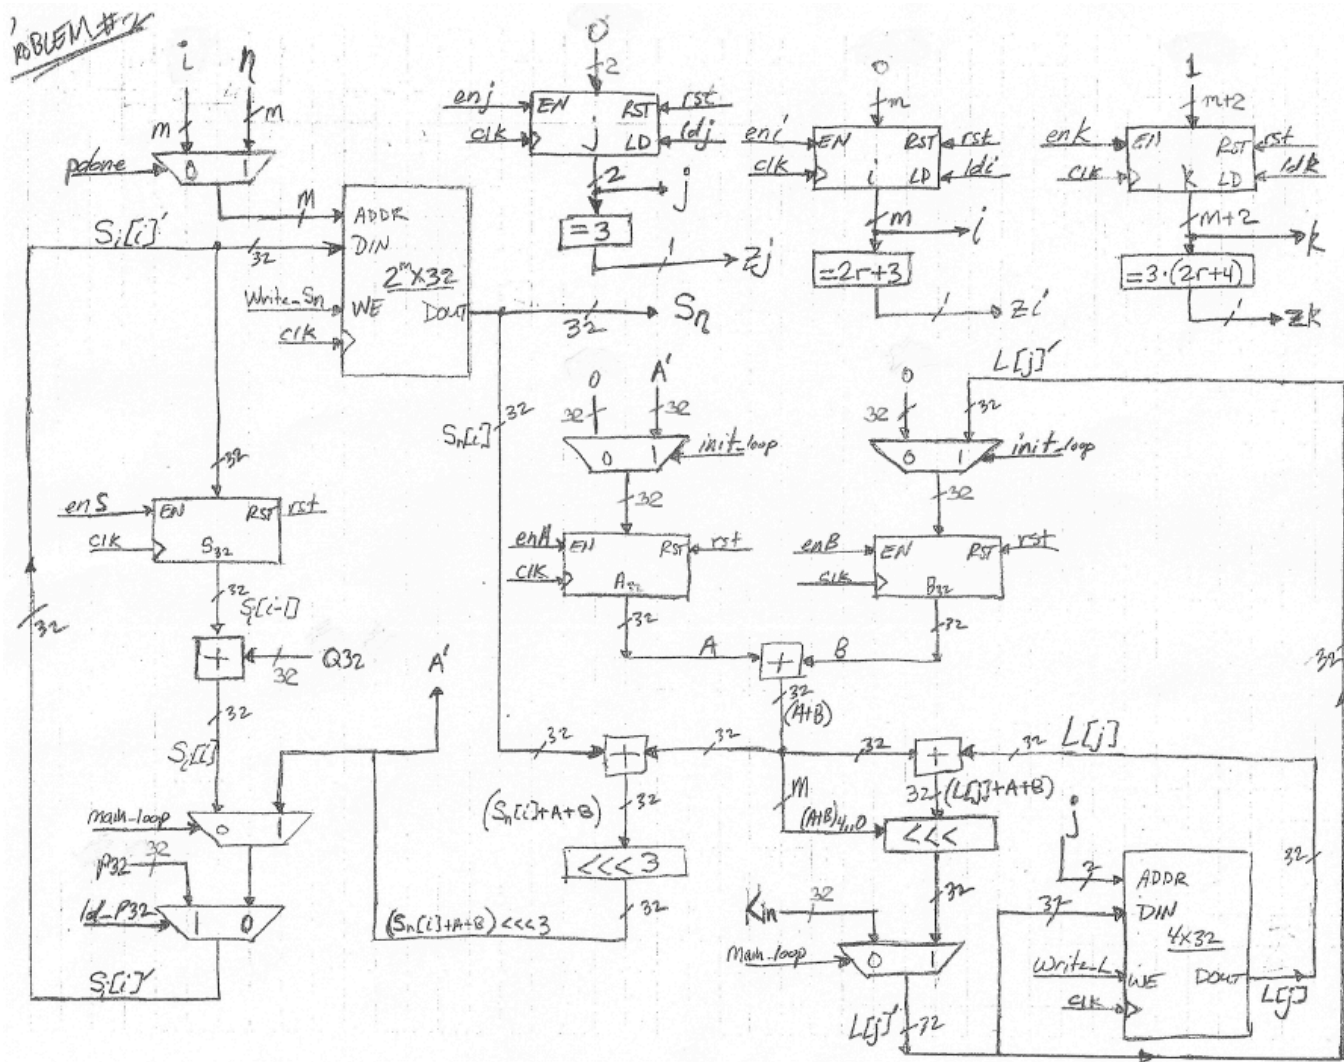 PROBLEM #2
i n
m m
pdone 0 1
m
ADDR
Si[i]' 32 DIN
2^m X 32
Write_Sn WE DOUT
clk
32 Sn
0
2
enj EN RST rst
clk j LD ldj
2
j
=3
1 zj
0
m
eni EN RST rst
clk i LD ldi
m
i
=2r+3
1 zi
1
m+2
enk EN RST rst
clk k LD ldk
m+2
k
=3·(2r+4)
1 zk
32
Sn[i]
0 A'
32 32
0 1 init_loop
32
enA EN RST rst
clk A32
32
0 L[j]'
32 32
0 1 init_loop
32
enB EN RST rst
clk B32
32
A + B
32
(A+B)
32
enS EN RST rst
clk S32
32
Si[i-1]
+ Q32
32
32
Si[i]
A'
main_loop 0 1
P32 32
ld_P32 1 0
Si[i]'
32
32 + 32
(Sn[i]+A+B) 32
<<<3
32
(Sn[i]+A+B)<<<3
32 + 32 L[j]
32 (L[j]+A+B)
m
(A+B)4..0 <<<
32
Kin 32
main_loop 0 1
L[j]' 32
j
2
ADDR
32 DIN
4X32
Write_L WE DOUT
clk
L[j]
32
32